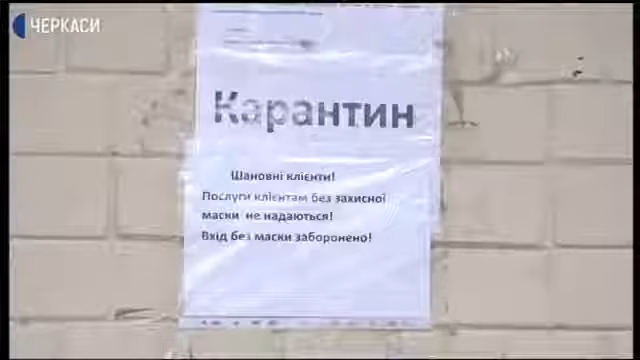 ЧЕРКАСИ
Карантин
Шановні клієнти!
Послуги клієнтам без захисної
маски не надаються!
Вхід без маски заборонено!